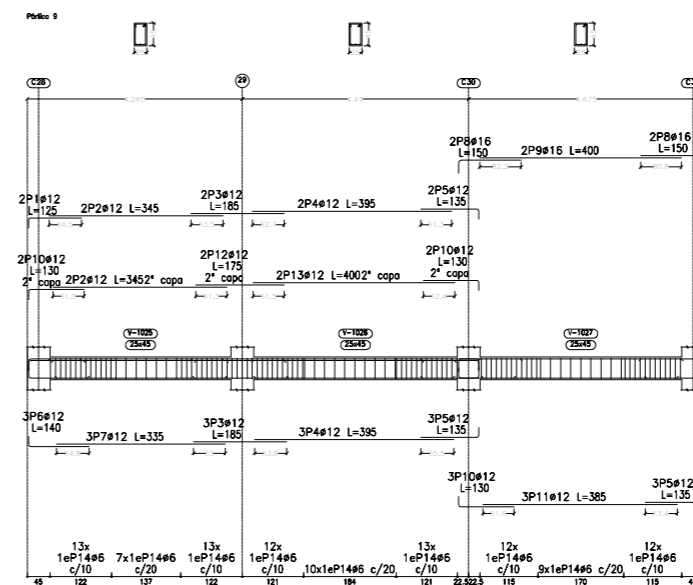 Pórtico 9
C28
29
C30
2P8ø16
L=150
2P9ø16 L=400
2P8ø16
L=150
2P1ø12
L=125
2P2ø12 L=345
2P3ø12
L=185
2P4ø12 L=395
2P5ø12
L=135
2P10ø12
L=130
2ª capa
2P2ø12 L=3452ª capa
2P12ø12
L=175
2ª capa
2P13ø12 L=4002ª capa
2P10ø12
L=130
2ª capa
V-1025
25x45
V-1026
25x45
V-1027
25x45
3P6ø12
L=140
3P7ø12 L=335
3P3ø12
L=185
3P4ø12 L=395
3P5ø12
L=135
3P10ø12
L=130
3P11ø12 L=385
3P5ø12
L=135
13x
1eP14ø6
c/10
7x1eP14ø6
c/20
13x
1eP14ø6
c/10
12x
1eP14ø6
c/10
10x1eP14ø6 c/20
13x
1eP14ø6
c/10
12x
1eP14ø6
c/10
9x1eP14ø6 c/20
12x
1eP14ø6
c/10
45 122 137 122 121 184 121 22.522.5 115 170 115